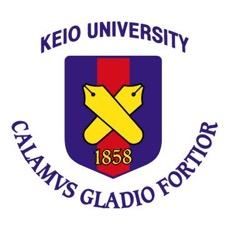 KEIO UNIVERSITY
1858
CALAMVS GLADIO FORTIOR